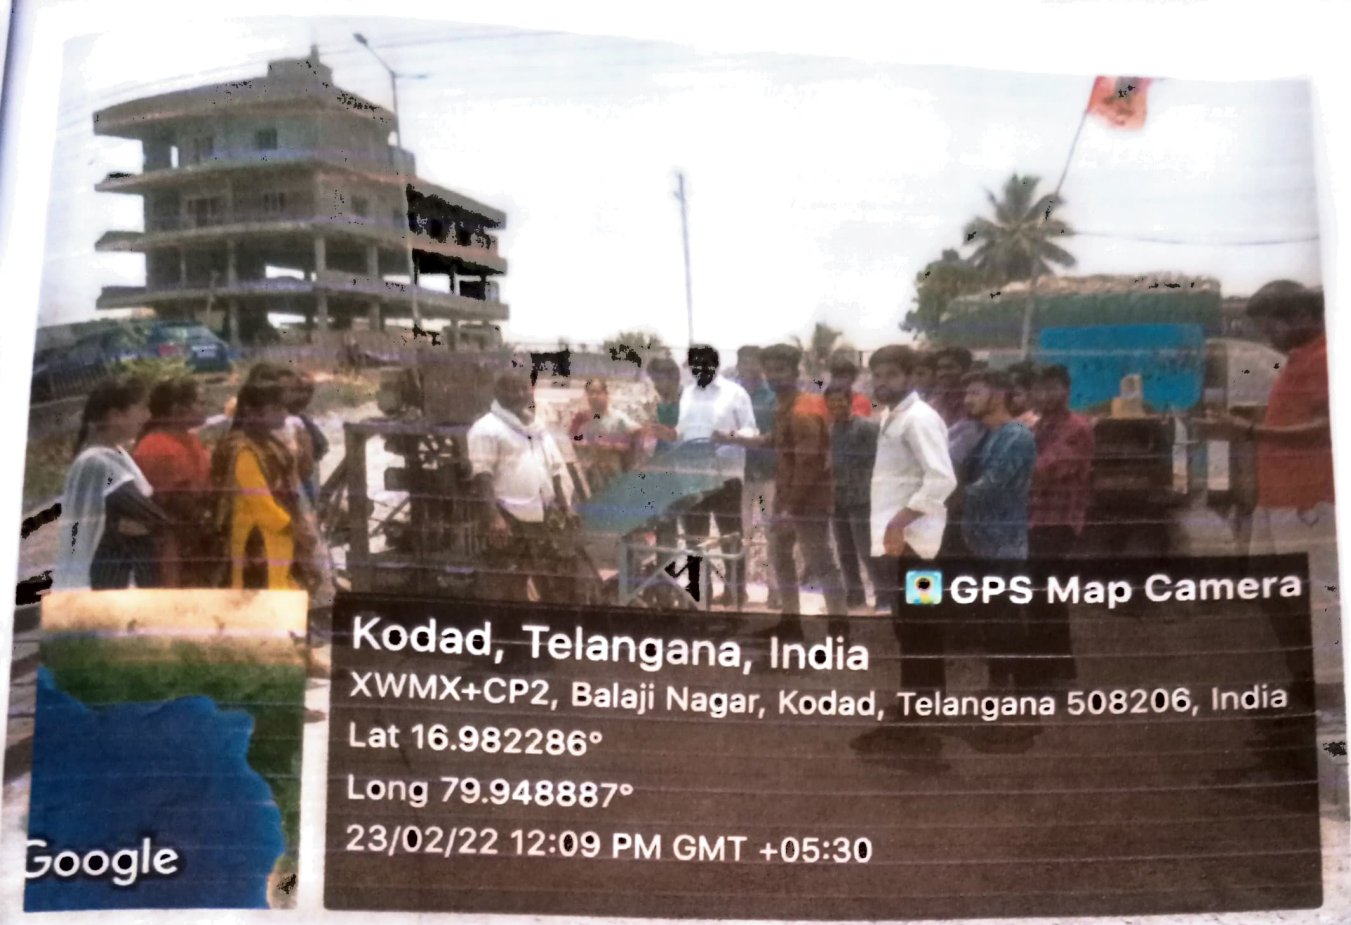 GPS Map Camera
Kodad, Telangana, India
XWMX+CP2, Balaji Nagar, Kodad, Telangana 508206, India
Lat 16.982286°
Long 79.948887°
23/02/22 12:09 PM GMT +05:30
Google